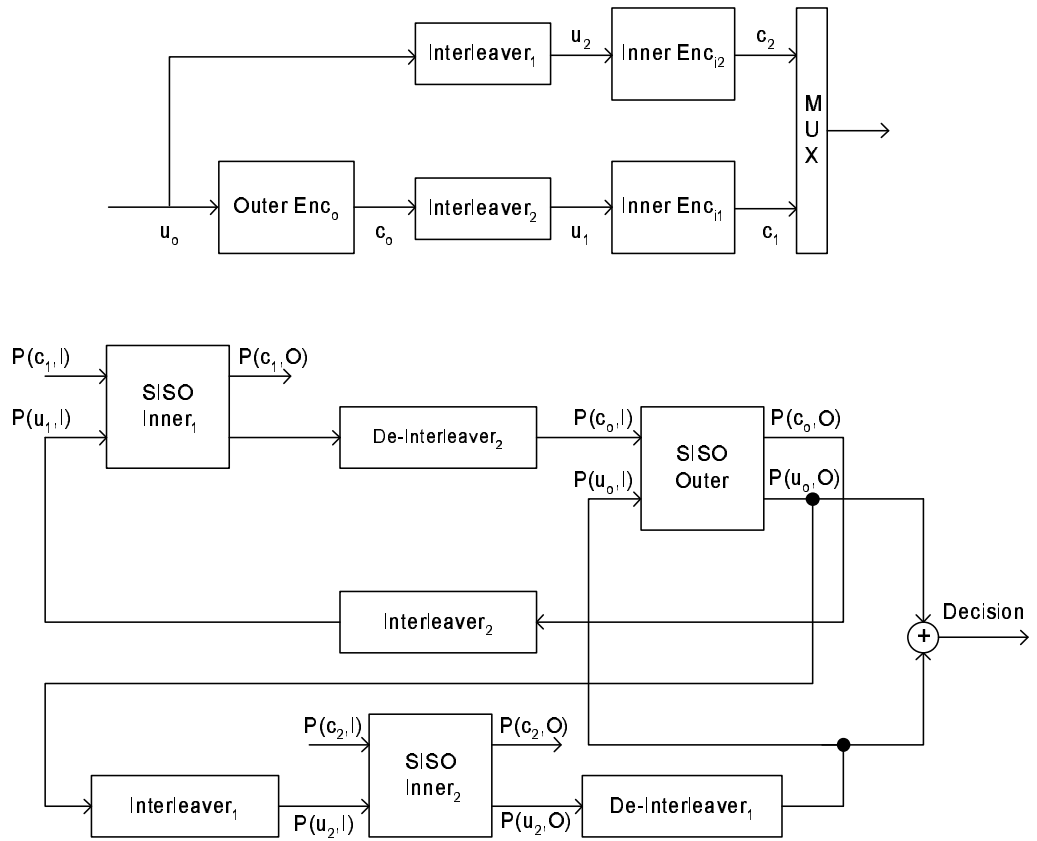 Interleaver₁
u₂
Inner Encᵢ₂
c₂
MUX
uₒ
Outer Encₒ
cₒ
Interleaver₂
u₁
Inner Encᵢ₁
c₁
P(c₁,I)
SISO
Inner₁
P(c₁,O)
P(u₁,I)
De-Interleaver₂
P(cₒ,I)
SISO
Outer
P(cₒ,O)
P(uₒ,I)
P(uₒ,O)
Interleaver₂
Decision
+
P(c₂,I)
SISO
Inner₂
P(c₂,O)
Interleaver₁
P(u₂,I)
P(u₂,O)
De-Interleaver₁